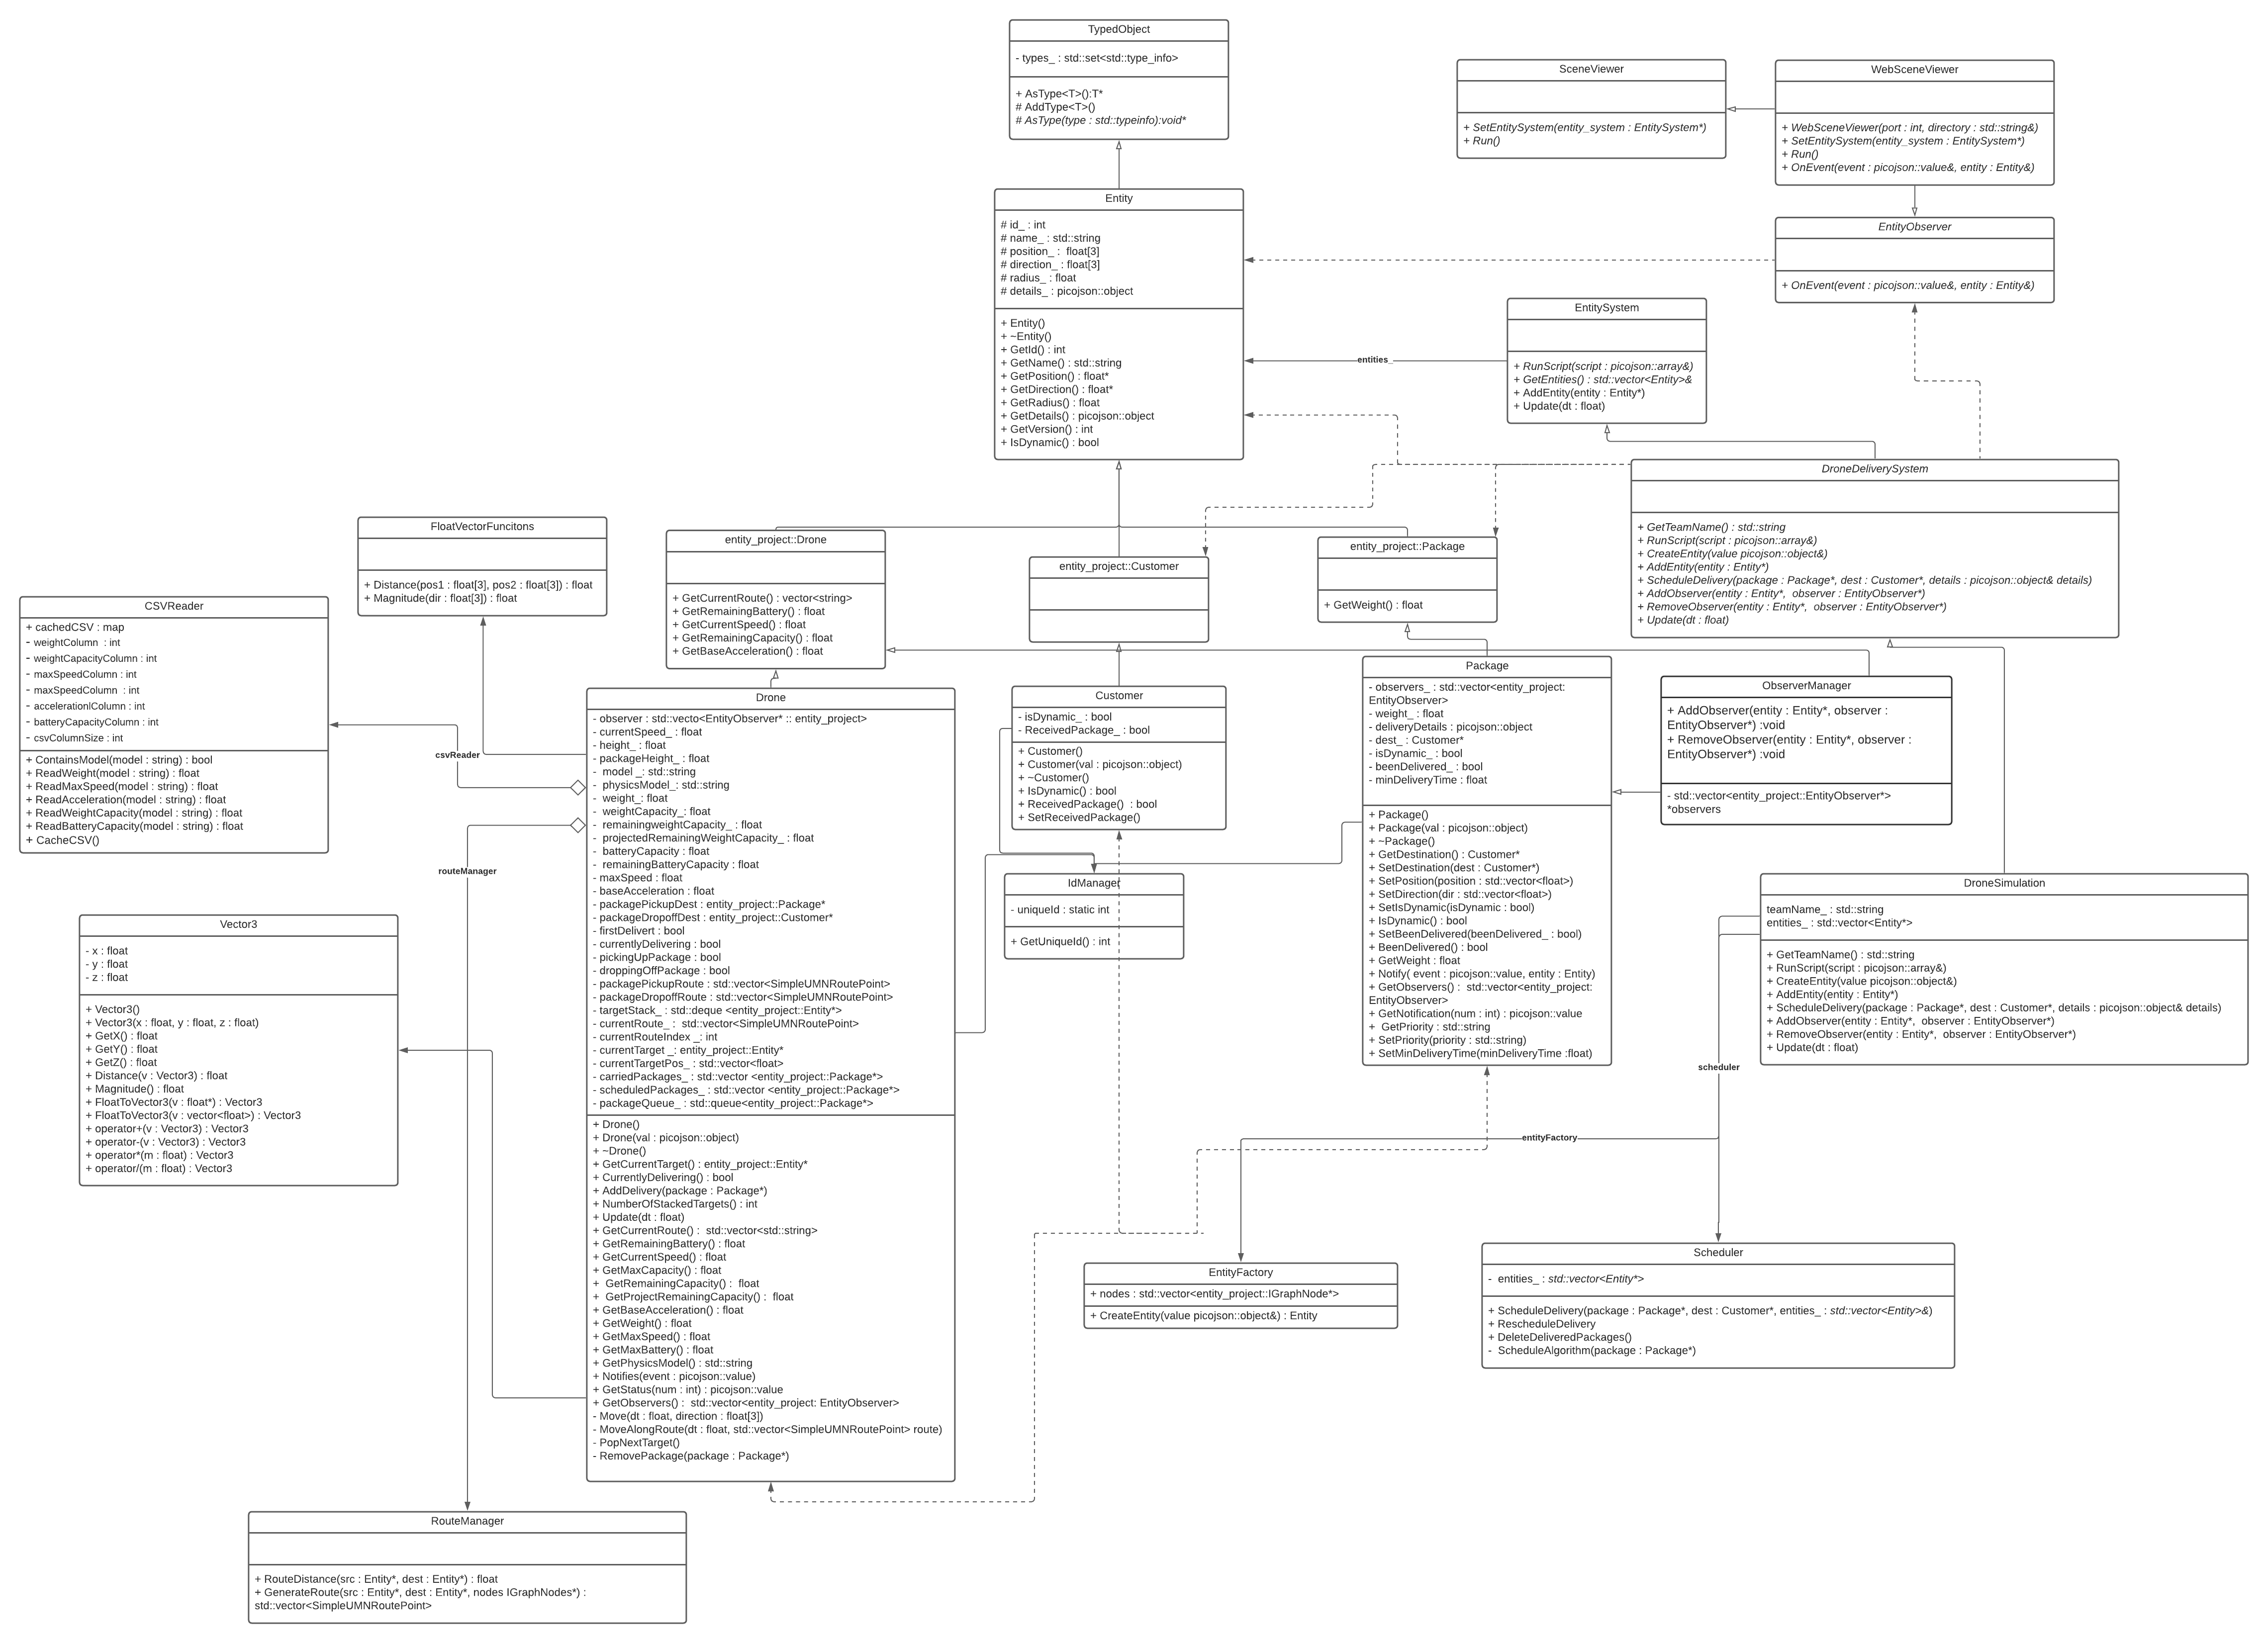 TypedObject
- types_ : std::set<std::type_info>
+ AsType<T>():T*
# AddType<T>()
# AsType(type : std::typeinfo):void*
SceneViewer
+ SetEntitySystem(entity_system : EntitySystem*)
+ Run()
WebSceneViewer
+ WebSceneViewer(port : int, directory : std::string&)
+ SetEntitySystem(entity_system : EntitySystem*)
+ Run()
+ OnEvent(event : picojson::value&, entity : Entity&)
Entity
# id_ : int
# name_ : std::string
# position_ :  float[3]
# direction_ : float[3]
# radius_ : float
# details_ : picojson::object
+ Entity()
+ ~Entity()
+ GetId() : int
+ GetName() : std::string
+ GetPosition() : float*
+ GetDirection() : float*
+ GetRadius() : float
+ GetDetails() : picojson::object
+ GetVersion() : int
+ IsDynamic() : bool
EntityObserver
+ OnEvent(event : picojson::value&, entity : Entity&)
EntitySystem
+ RunScript(script : picojson::array&)
+ GetEntities() : std::vector<Entity>&
+ AddEntity(entity : Entity*)
+ Update(dt : float)
entities_
DroneDeliverySystem
+ GetTeamName() : std::string
+ RunScript(script : picojson::array&)
+ CreateEntity(value picojson::object&)
+ AddEntity(entity : Entity*)
+ ScheduleDelivery(package : Package*, dest : Customer*, details : picojson::object& details)
+ AddObserver(entity : Entity*,  observer : EntityObserver*)
+ RemoveObserver(entity : Entity*,  observer : EntityObserver*)
+ Update(dt : float)
FloatVectorFuncitons
+ Distance(pos1 : float[3], pos2 : float[3]) : float
+ Magnitude(dir : float[3]) : float
entity_project::Drone
+ GetCurrentRoute() : vector<string>
+ GetRemainingBattery() : float
+ GetCurrentSpeed() : float
+ GetRemainingCapacity() : float
+ GetBaseAcceleration() : float
entity_project::Customer
entity_project::Package
+ GetWeight() : float
CSVReader
+ cachedCSV : map
- weightColumn  : int
- weightCapacityColumn : int
- maxSpeedColumn : int
- maxSpeedColumn  : int
- accelerationlColumn : int
- batteryCapacityColumn : int
- csvColumnSize : int
+ ContainsModel(model : string) : bool
+ ReadWeight(model : string) : float
+ ReadMaxSpeed(model : string) : float
+ ReadAcceleration(model : string) : float
+ ReadWeightCapacity(model : string) : float
+ ReadBatteryCapacity(model : string) : float
+ CacheCSV()
csvReader
routeManager
Drone
- observer : std::vecto<EntityObserver* :: entity_project>
- currentSpeed_ : float
- height_ : float
- packageHeight_ : float
-  model _: std::string
-  physicsModel_: std::string
-  weight_: float
-  weightCapacity_: float
-  remainingweightCapacity_ : float
-  projectedRemainingWeightCapacity_ : float
-  batteryCapacity : float
-  remainingBatteryCapacity : float
- maxSpeed : float
- baseAcceleration : float
- packagePickupDest : entity_project::Package*
- packageDropoffDest : entity_project::Customer*
- firstDelivert : bool
- currentlyDelivering : bool
- pickingUpPackage : bool
- droppingOffPackage : bool
- packagePickupRoute : std::vector<SimpleUMNRoutePoint>
- packageDropoffRoute : std::vector<SimpleUMNRoutePoint>
- targetStack_ : std::deque <entity_project::Entity*>
- currentRoute_ :  std::vector<SimpleUMNRoutePoint>
- currentRouteIndex _: int
- currentTarget _: entity_project::Entity*
- currentTargetPos_ : std::vector<float>
- carriedPackages_ : std::vector <entity_project::Package*>
- scheduledPackages_ : std::vector <entity_project::Package*>
- packageQueue_ : std::queue<entity_project::Package*>
+ Drone()
+ Drone(val : picojson::object)
+ ~Drone()
+ GetCurrentTarget() : entity_project::Entity*
+ CurrentlyDelivering() : bool
+ AddDelivery(package : Package*)
+ NumberOfStackedTargets() : int
+ Update(dt : float)
+ GetCurrentRoute() :  std::vector<std::string>
+ GetRemainingBattery() : float
+ GetCurrentSpeed() : float
+ GetMaxCapacity() : float
+  GetRemainingCapacity() :  float
+  GetProjectRemainingCapacity() :  float
+ GetBaseAcceleration() : float
+ GetWeight() : float
+ GetMaxSpeed() : float
+ GetMaxBattery() : float
+ GetPhysicsModel() : std::string
+ Notifies(event : picojson::value)
+ GetStatus(num : int) : picojson::value
+ GetObservers() :  std::vector<entity_project: EntityObserver>
- Move(dt : float, direction : float[3])
- MoveAlongRoute(dt : float, std::vector<SimpleUMNRoutePoint> route)
- PopNextTarget()
- RemovePackage(package : Package*)
Customer
- isDynamic_ : bool
- ReceivedPackage_ : bool
+ Customer()
+ Customer(val : picojson::object)
+ ~Customer()
+ IsDynamic() : bool
+ ReceivedPackage()  : bool
+ SetReceivedPackage()
IdManager
- uniqueId : static int
+ GetUniqueId() : int
Package
- observers_ : std::vector<entity_project:
EntityObserver>
- weight_ : float
- deliveryDetails : picojson::object
- dest_ : Customer*
- isDynamic_ : bool
- beenDelivered_ : bool
- minDeliveryTime : float
+ Package()
+ Package(val : picojson::object)
+ ~Package()
+ GetDestination() : Customer*
+ SetDestination(dest : Customer*)
+ SetPosition(position : std::vector<float>)
+ SetDirection(dir : std::vector<float>)
+ SetIsDynamic(isDynamic : bool)
+ IsDynamic() : bool
+ SetBeenDelivered(beenDelivered_ : bool)
+ BeenDelivered() : bool
+ GetWeight : float
+ Notify( event : picojson::value, entity : Entity)
+ GetObservers() :  std::vector<entity_project:
EntityObserver>
+ GetNotification(num : int) : picojson::value
+  GetPriority : std::string
+ SetPriority(priority : std::string)
+ SetMinDeliveryTime(minDeliveryTime :float)
ObserverManager
+ AddObserver(entity : Entity*, observer :
EntityObserver*) :void
+ RemoveObserver(entity : Entity*, observer :
EntityObserver*) :void
- std::vector<entity_project::EntityObserver*>
*observers
DroneSimulation
teamName_ : std::string
entities_ : std::vector<Entity*>
+ GetTeamName() : std::string
+ RunScript(script : picojson::array&)
+ CreateEntity(value picojson::object&)
+ AddEntity(entity : Entity*)
+ ScheduleDelivery(package : Package*, dest : Customer*, details : picojson::object& details)
+ AddObserver(entity : Entity*,  observer : EntityObserver*)
+ RemoveObserver(entity : Entity*,  observer : EntityObserver*)
+ Update(dt : float)
scheduler
entityFactory
Vector3
- x : float
- y : float
- z : float
+ Vector3()
+ Vector3(x : float, y : float, z : float)
+ GetX() : float
+ GetY() : float
+ GetZ() : float
+ Distance(v : Vector3) : float
+ Magnitude() : float
+ FloatToVector3(v : float*) : Vector3
+ FloatToVector3(v : vector<float>) : Vector3
+ operator+(v : Vector3) : Vector3
+ operator-(v : Vector3) : Vector3
+ operator*(m : float) : Vector3
+ operator/(m : float) : Vector3
EntityFactory
+ nodes : std::vector<entity_project::IGraphNode*>
+ CreateEntity(value picojson::object&) : Entity
Scheduler
-  entities_ : std::vector<Entity*>
+ ScheduleDelivery(package : Package*, dest : Customer*, entities_ : std::vector<Entity>&)
+ RescheduleDelivery
+ DeleteDeliveredPackages()
-  ScheduleAlgorithm(package : Package*)
RouteManager
+ RouteDistance(src : Entity*, dest : Entity*) : float
+ GenerateRoute(src : Entity*, dest : Entity*, nodes IGraphNodes*) :
std::vector<SimpleUMNRoutePoint>